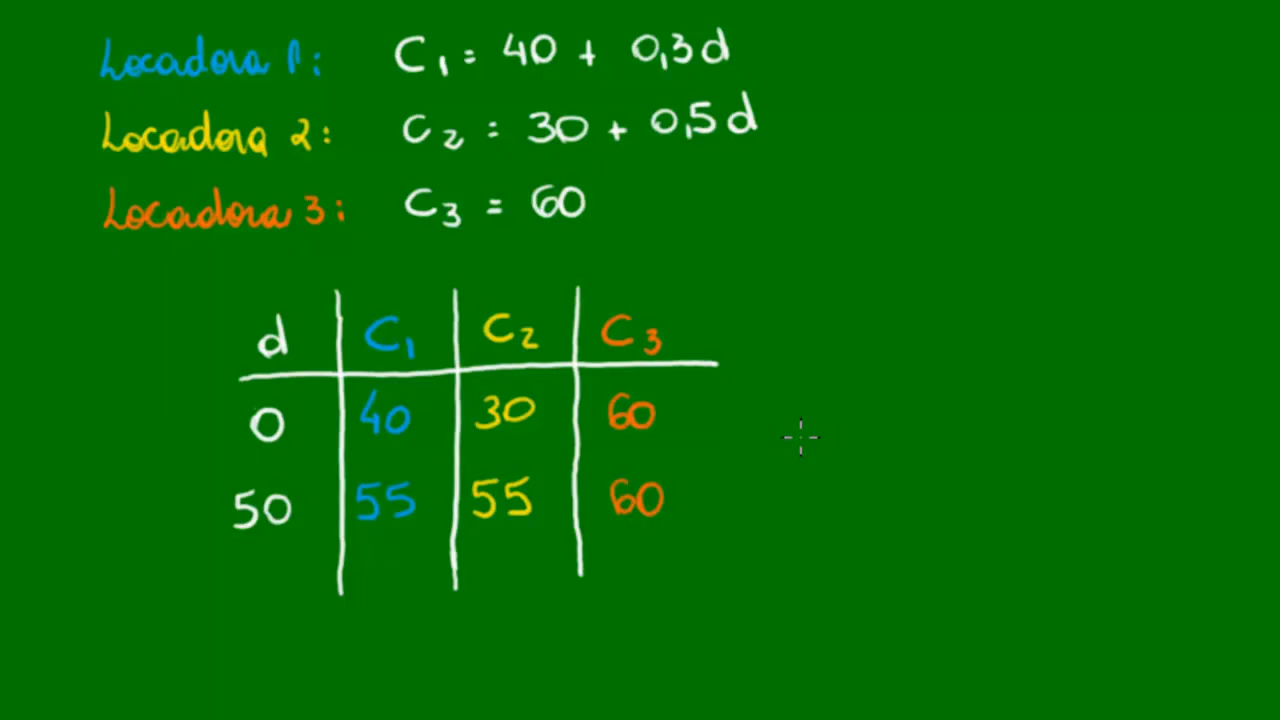 Locadora 1: C₁ = 40 + 0,3d
Locadora 2: C₂ = 30 + 0,5d
Locadora 3: C₃ = 60
d C₁ C₂ C₃
0 40 30 60
50 55 55 60